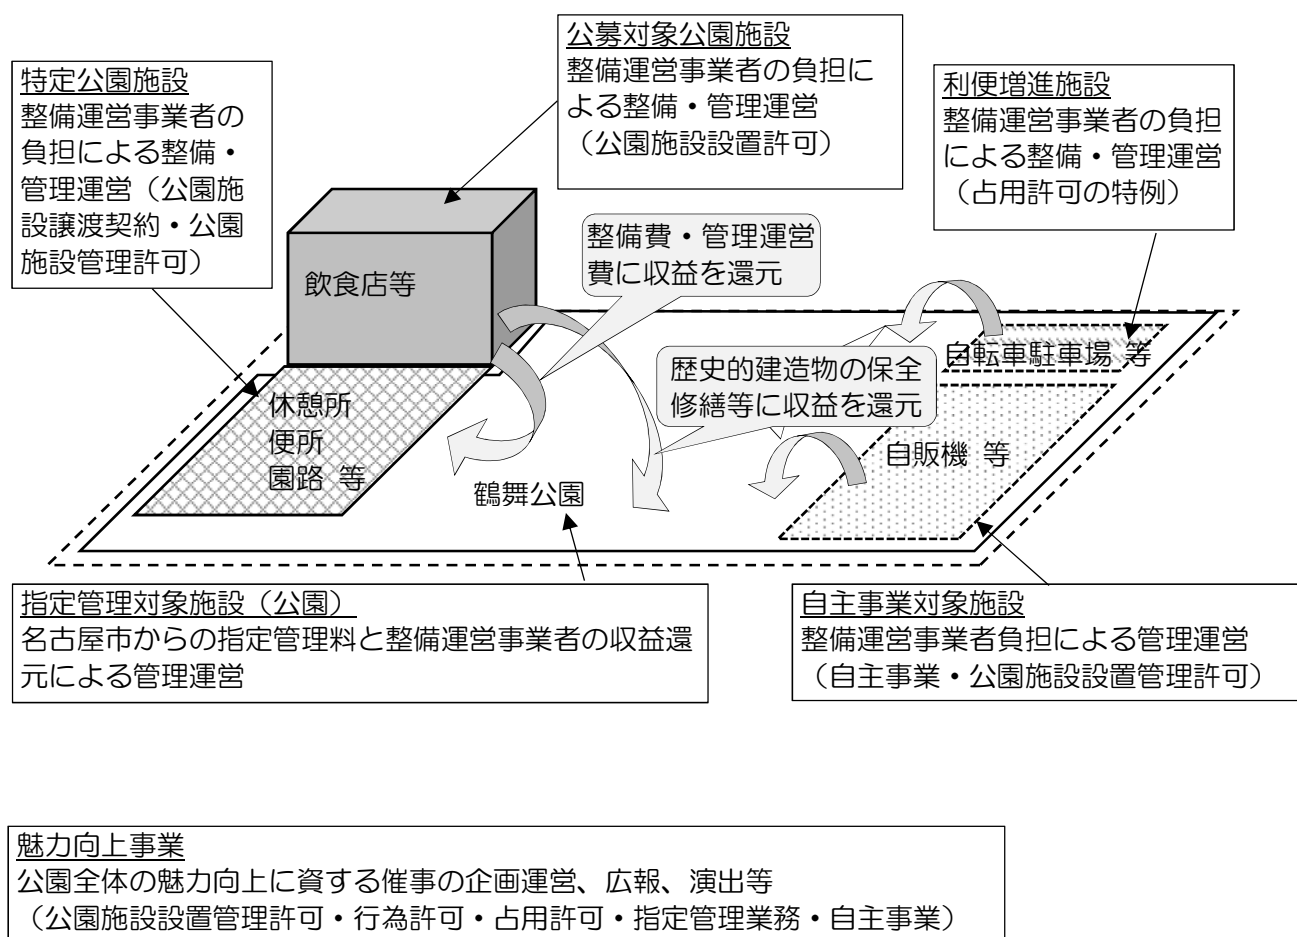 公募対象公園施設
整備運営事業者の負担に
よる整備・管理運営
（公園施設設置許可）
特定公園施設
整備運営事業者の
負担による整備・
管理運営（公園施
設譲渡契約・公園
施設管理許可）
利便増進施設
整備運営事業者の負担
による整備・管理運営
（占用許可の特例）
整備費・管理運営
費に収益を還元
飲食店等
自転車駐車場 等
歴史的建造物の保全
修繕等に収益を還元
休憩所
便所
園路 等
自販機 等
鶴舞公園
指定管理対象施設（公園）
名古屋市からの指定管理料と整備運営事業者の収益還
元による管理運営
自主事業対象施設
整備運営事業者負担による管理運営
（自主事業・公園施設設置管理許可）
魅力向上事業
公園全体の魅力向上に資する催事の企画運営、広報、演出等
（公園施設設置管理許可・行為許可・占用許可・指定管理業務・自主事業）